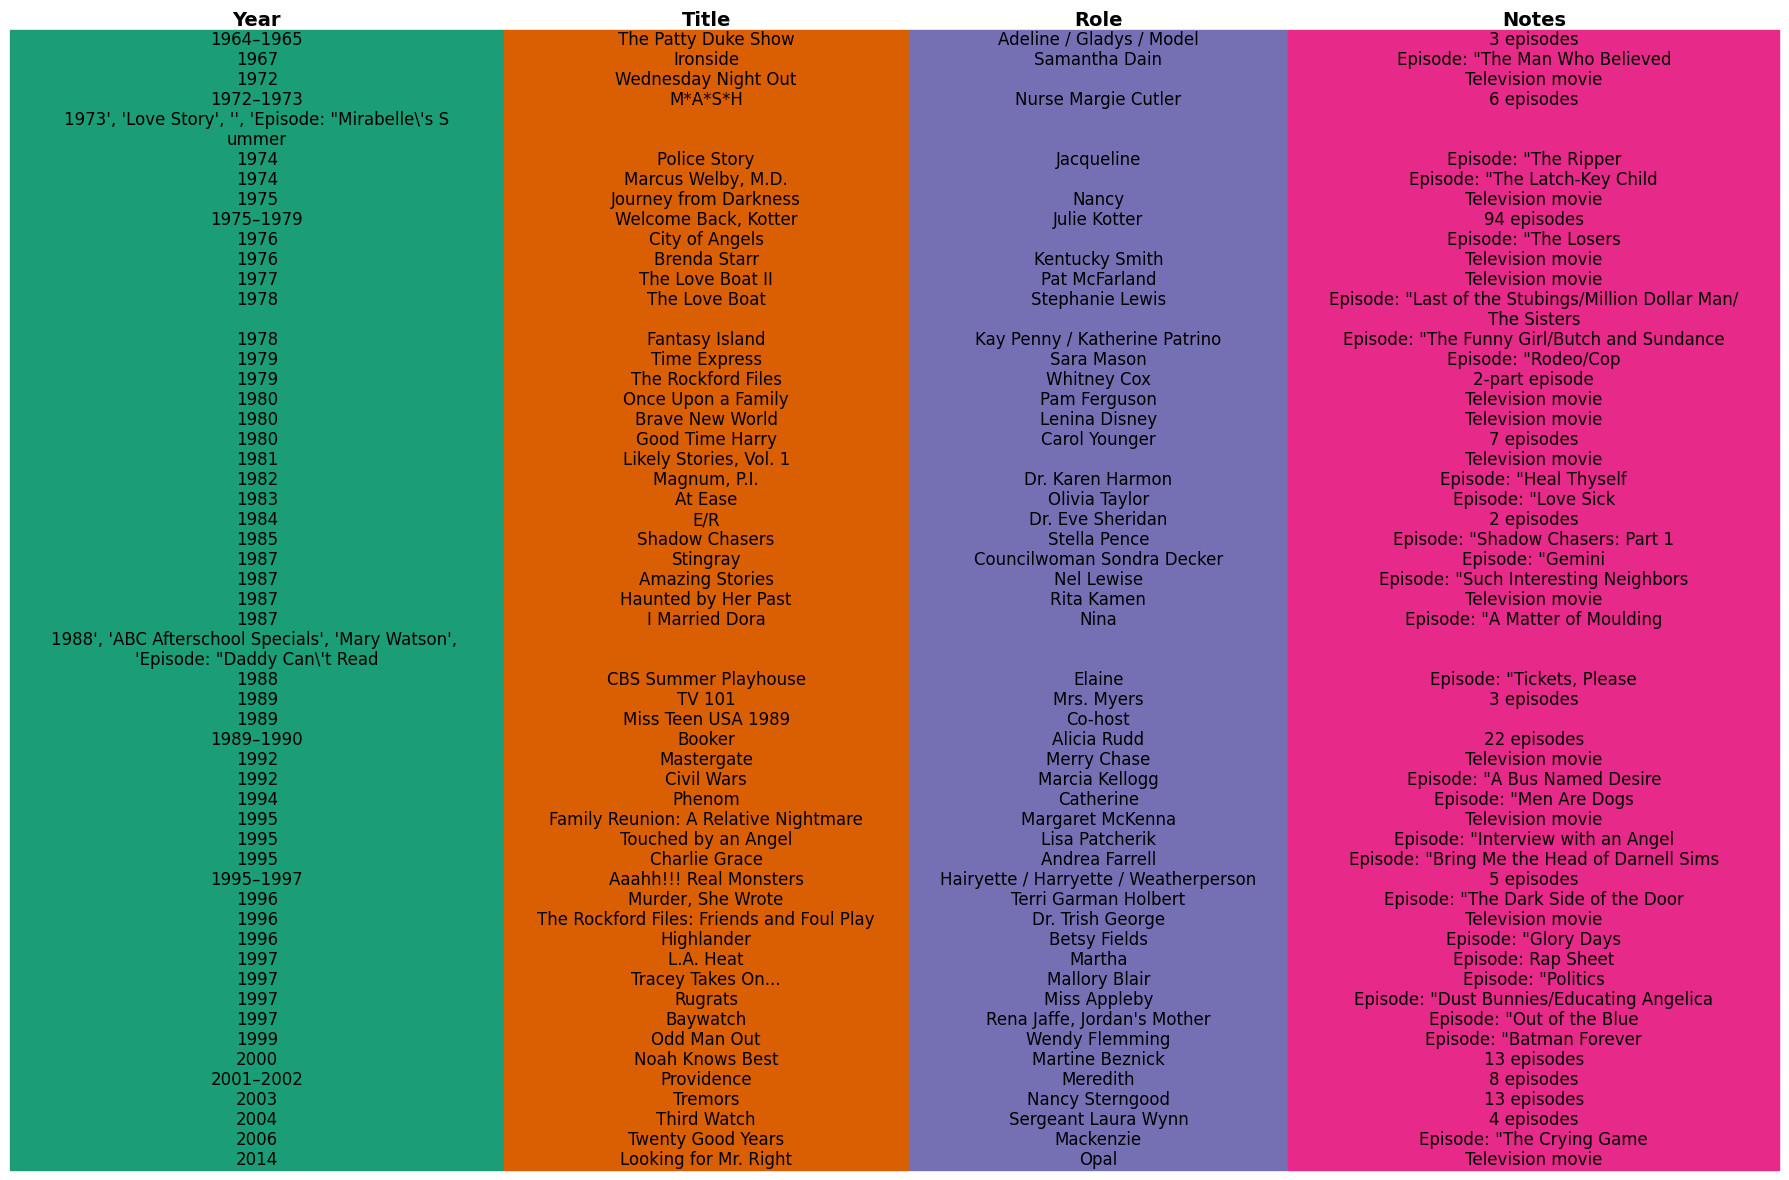 Year Title Role Notes
1964–1965 The Patty Duke Show Adeline / Gladys / Model 3 episodes
1967 Ironside Samantha Dain Episode: "The Man Who Believed
1972 Wednesday Night Out Television movie
1972–1973 M*A*S*H Nurse Margie Cutler 6 episodes
1973', 'Love Story', '', 'Episode: "Mirabelle\'s S
ummer
1974 Police Story Jacqueline Episode: "The Ripper
1974 Marcus Welby, M.D. Episode: "The Latch-Key Child
1975 Journey from Darkness Nancy Television movie
1975–1979 Welcome Back, Kotter Julie Kotter 94 episodes
1976 City of Angels Episode: "The Losers
1976 Brenda Starr Kentucky Smith Television movie
1977 The Love Boat II Pat McFarland Television movie
1978 The Love Boat Stephanie Lewis Episode: "Last of the Stubings/Million Dollar Man/
The Sisters
1978 Fantasy Island Kay Penny / Katherine Patrino Episode: "The Funny Girl/Butch and Sundance
1979 Time Express Sara Mason Episode: "Rodeo/Cop
1979 The Rockford Files Whitney Cox 2-part episode
1980 Once Upon a Family Pam Ferguson Television movie
1980 Brave New World Lenina Disney Television movie
1980 Good Time Harry Carol Younger 7 episodes
1981 Likely Stories, Vol. 1 Television movie
1982 Magnum, P.I. Dr. Karen Harmon Episode: "Heal Thyself
1983 At Ease Olivia Taylor Episode: "Love Sick
1984 E/R Dr. Eve Sheridan 2 episodes
1985 Shadow Chasers Stella Pence Episode: "Shadow Chasers: Part 1
1987 Stingray Councilwoman Sondra Decker Episode: "Gemini
1987 Amazing Stories Nel Lewise Episode: "Such Interesting Neighbors
1987 Haunted by Her Past Rita Kamen Television movie
1987 I Married Dora Nina Episode: "A Matter of Moulding
1988', 'ABC Afterschool Specials', 'Mary Watson',
'Episode: "Daddy Can\'t Read
1988 CBS Summer Playhouse Elaine Episode: "Tickets, Please
1989 TV 101 Mrs. Myers 3 episodes
1989 Miss Teen USA 1989 Co-host
1989–1990 Booker Alicia Rudd 22 episodes
1992 Mastergate Merry Chase Television movie
1992 Civil Wars Marcia Kellogg Episode: "A Bus Named Desire
1994 Phenom Catherine Episode: "Men Are Dogs
1995 Family Reunion: A Relative Nightmare Margaret McKenna Television movie
1995 Touched by an Angel Lisa Patcherik Episode: "Interview with an Angel
1995 Charlie Grace Andrea Farrell Episode: "Bring Me the Head of Darnell Sims
1995–1997 Aaahh!!! Real Monsters Hairyette / Harryette / Weatherperson 5 episodes
1996 Murder, She Wrote Terri Garman Holbert Episode: "The Dark Side of the Door
1996 The Rockford Files: Friends and Foul Play Dr. Trish George Television movie
1996 Highlander Betsy Fields Episode: "Glory Days
1997 L.A. Heat Martha Episode: Rap Sheet
1997 Tracey Takes On... Mallory Blair Episode: "Politics
1997 Rugrats Miss Appleby Episode: "Dust Bunnies/Educating Angelica
1997 Baywatch Rena Jaffe, Jordan's Mother Episode: "Out of the Blue
1999 Odd Man Out Wendy Flemming Episode: "Batman Forever
2000 Noah Knows Best Martine Beznick 13 episodes
2001–2002 Providence Meredith 8 episodes
2003 Tremors Nancy Sterngood 13 episodes
2004 Third Watch Sergeant Laura Wynn 4 episodes
2006 Twenty Good Years Mackenzie Episode: "The Crying Game
2014 Looking for Mr. Right Opal Television movie